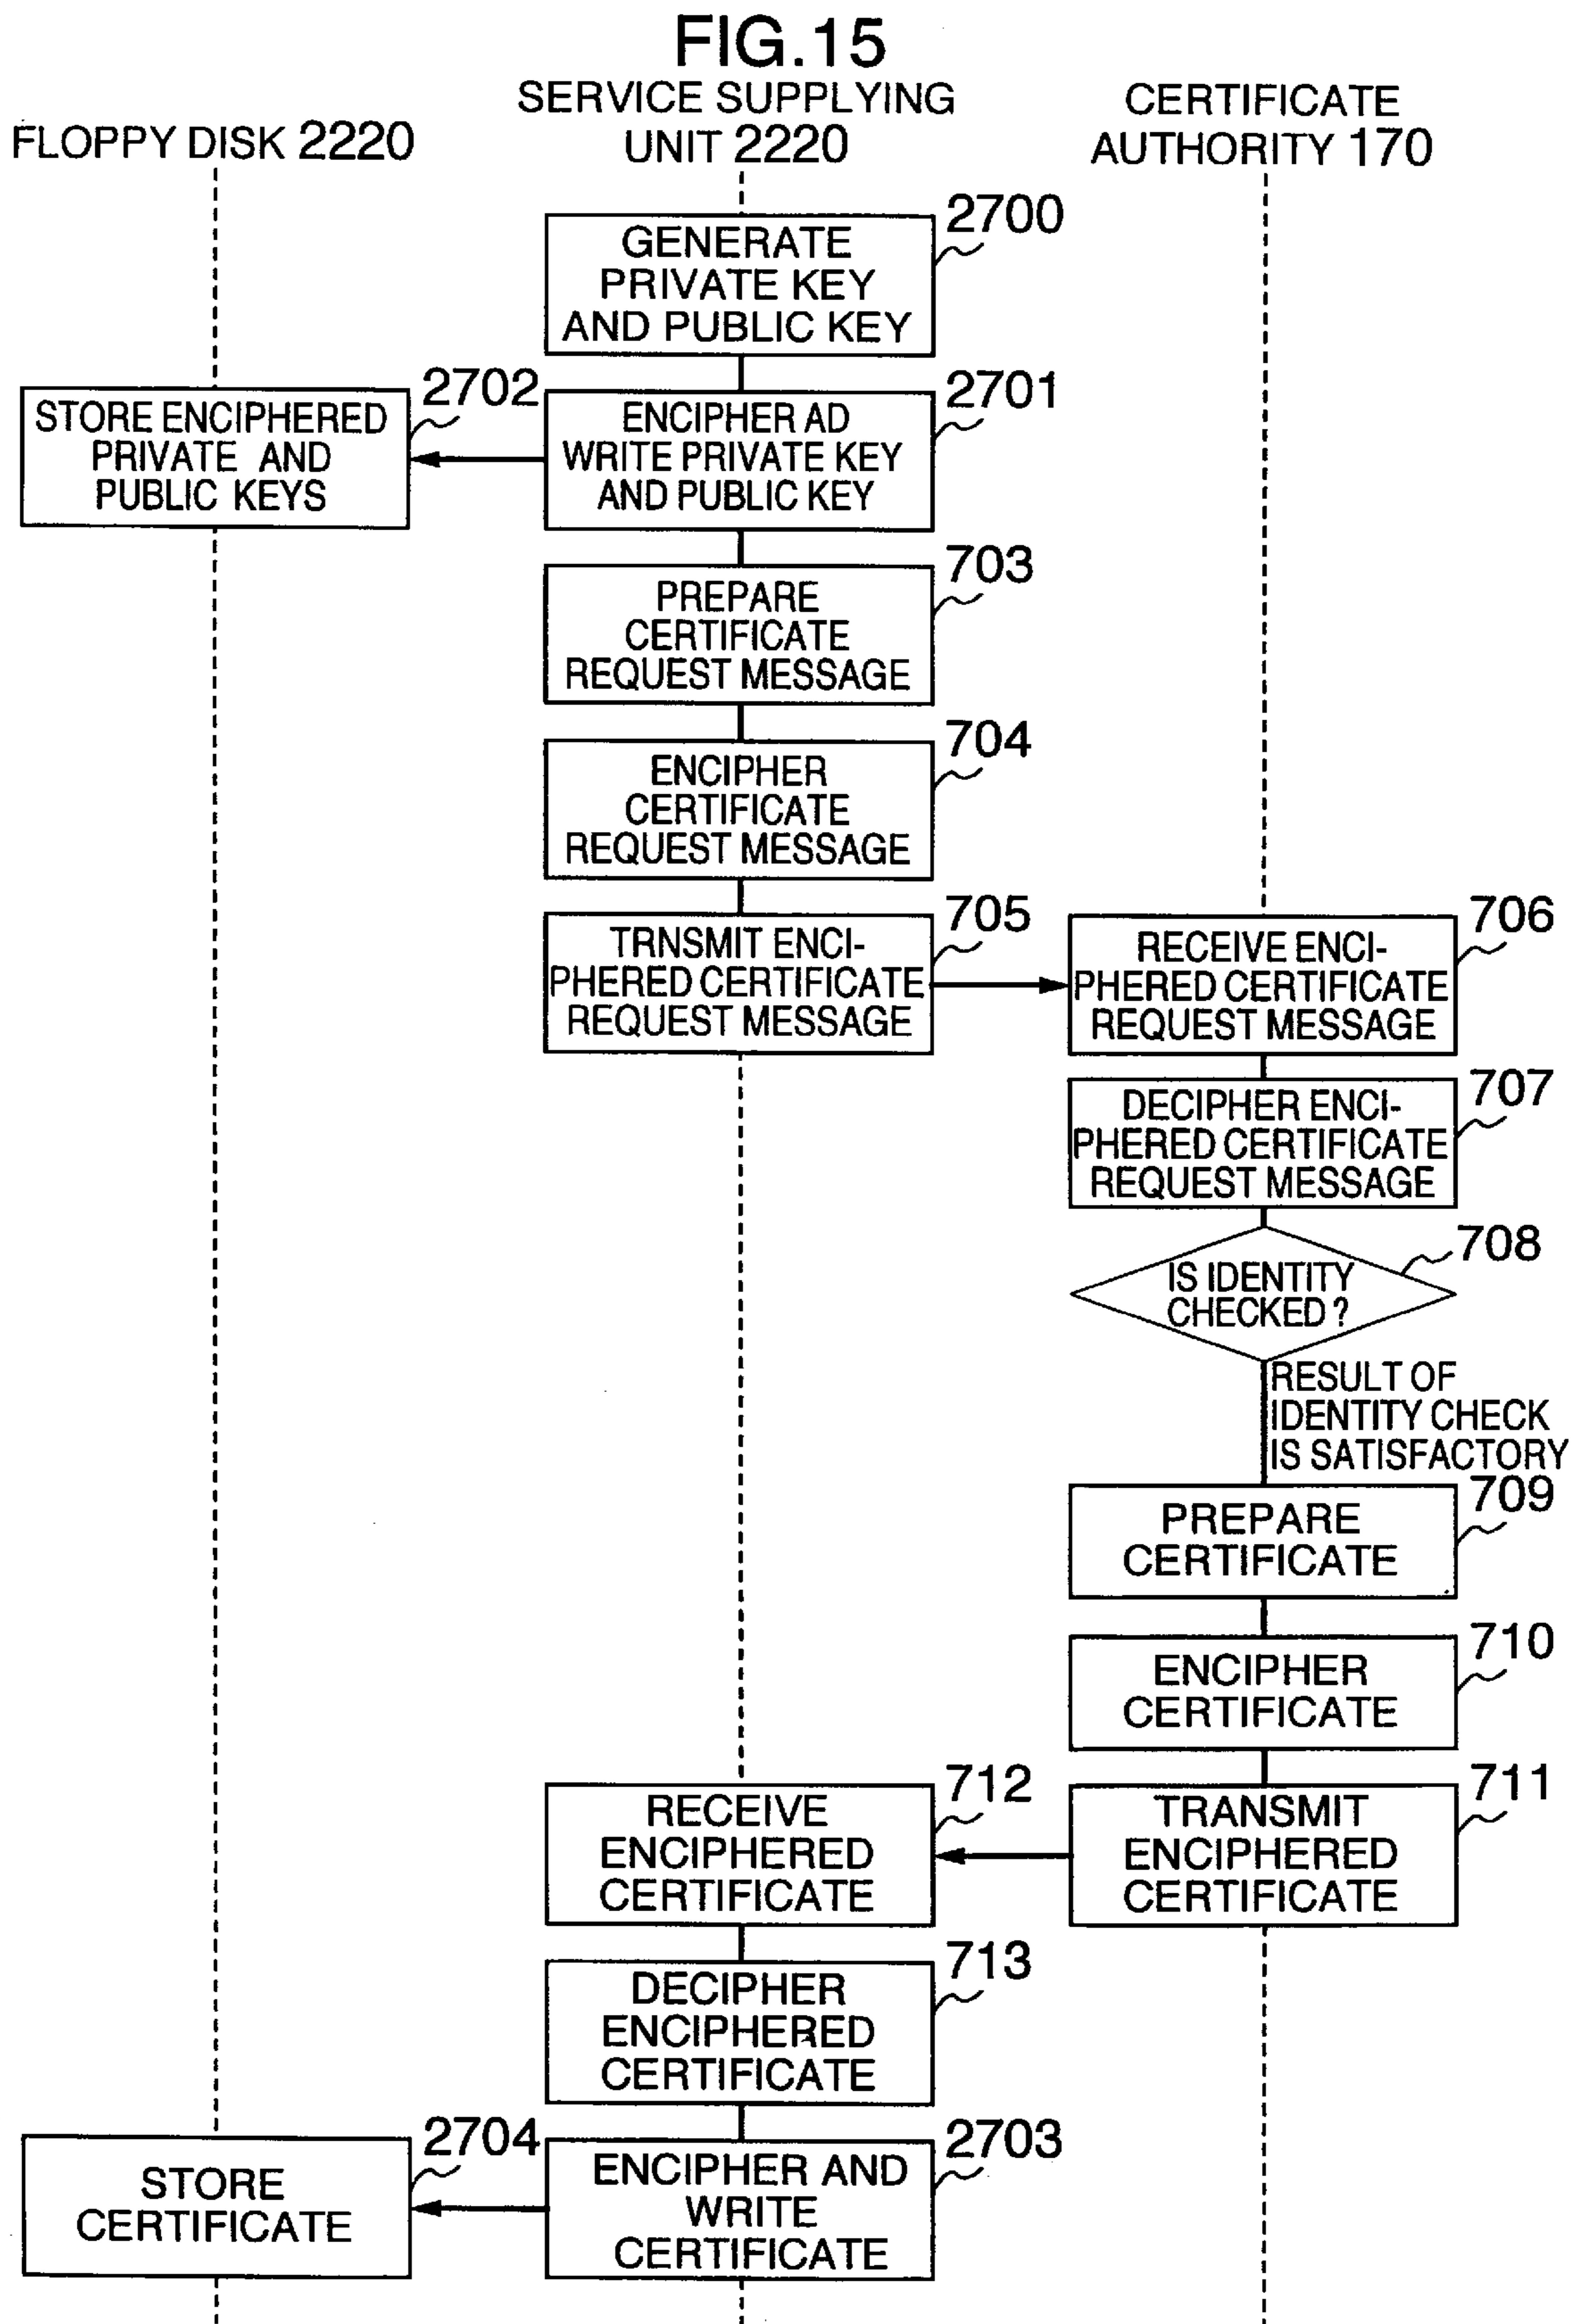 FIG.15
FLOPPY DISK 2220
SERVICE SUPPLYING
UNIT 2220
CERTIFICATE
AUTHORITY 170
2700
GENERATE
PRIVATE KEY
AND PUBLIC KEY
2702
STORE ENCIPHERED
PRIVATE AND
PUBLIC KEYS
2701
ENCIPHER AD
WRITE PRIVATE KEY
AND PUBLIC KEY
703
PREPARE
CERTIFICATE
REQUEST MESSAGE
704
ENCIPHER
CERTIFICATE
REQUEST MESSAGE
705
TRNSMIT ENCI-
PHERED CERTIFICATE
REQUEST MESSAGE
706
RECEIVE ENCI-
PHERED CERTIFICATE
REQUEST MESSAGE
707
DECIPHER ENCI-
PHERED CERTIFICATE
REQUEST MESSAGE
708
IS IDENTITY
CHECKED?
RESULT OF
IDENTITY CHECK
IS SATISFACTORY
709
PREPARE
CERTIFICATE
710
ENCIPHER
CERTIFICATE
711
TRANSMIT
ENCIPHERED
CERTIFICATE
712
RECEIVE
ENCIPHERED
CERTIFICATE
713
DECIPHER
ENCIPHERED
CERTIFICATE
2703
ENCIPHER AND
WRITE
CERTIFICATE
2704
STORE
CERTIFICATE